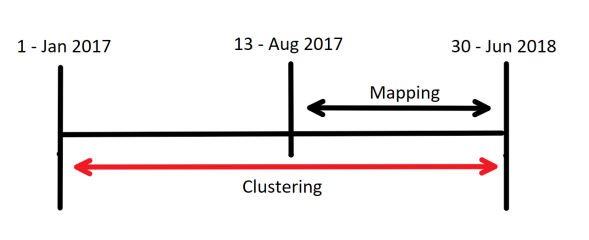 1 - Jan 2017
13 - Aug 2017
30 - Jun 2018
Mapping
Clustering